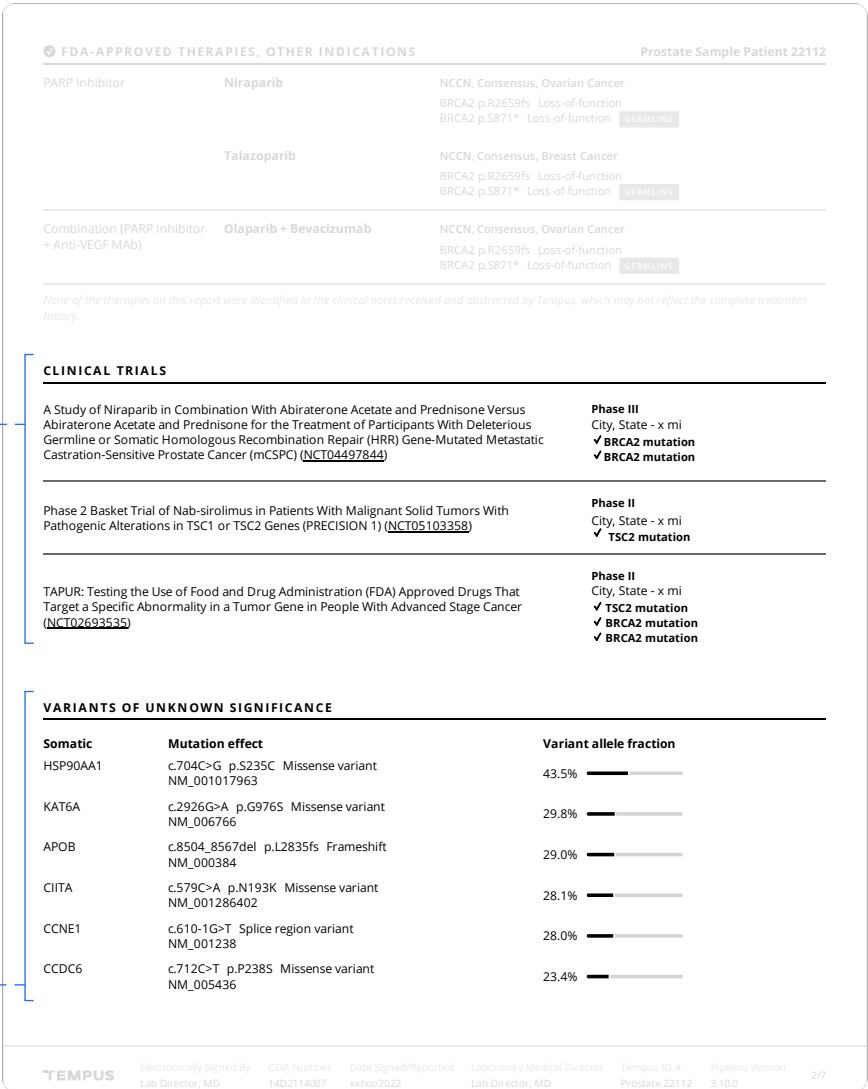 FDA-APPROVED THERAPIES, OTHER INDICATIONS Prostate Sample Patient 22112
PARP Inhibitor Niraparib NCCN, Consensus, Ovarian Cancer
BRCA2 p.R2659fs Loss-of-function
BRCA2 p.S871* Loss-of-function GERMLINE
Talazoparib NCCN, Consensus, Breast Cancer
BRCA2 p.R2659fs Loss-of-function
BRCA2 p.S871* Loss-of-function GERMLINE
Combination (PARP Inhibitor Olaparib + Bevacizumab NCCN, Consensus, Ovarian Cancer
+ Anti-VEGF MAb)
BRCA2 p.R2659fs Loss-of-function
BRCA2 p.S871* Loss-of-function GERMLINE
None of the therapies on this report were identified in the clinical notes received and abstracted by Tempus, which may not reflect the complete treatment
history.
CLINICAL TRIALS
A Study of Niraparib in Combination With Abiraterone Acetate and Prednisone Versus
Abiraterone Acetate and Prednisone for the Treatment of Participants With Deleterious
Germline or Somatic Homologous Recombination Repair (HRR) Gene-Mutated Metastatic
Castration-Sensitive Prostate Cancer (mCSPC) (NCT04497844)
Phase III
City, State - x mi
✓ BRCA2 mutation
✓ BRCA2 mutation
Phase 2 Basket Trial of Nab-sirolimus in Patients With Malignant Solid Tumors With
Pathogenic Alterations in TSC1 or TSC2 Genes (PRECISION 1) (NCT05103358)
Phase II
City, State - x mi
✓ TSC2 mutation
TAPUR: Testing the Use of Food and Drug Administration (FDA) Approved Drugs That
Target a Specific Abnormality in a Tumor Gene in People With Advanced Stage Cancer
(NCT02693535)
Phase II
City, State - x mi
✓ TSC2 mutation
✓ BRCA2 mutation
✓ BRCA2 mutation
VARIANTS OF UNKNOWN SIGNIFICANCE
Somatic Mutation effect Variant allele fraction
HSP90AA1 c.704C>G p.S235C Missense variant 43.5%
NM_001017963
KAT6A c.2926G>A p.G976S Missense variant 29.8%
NM_006766
APOB c.8504_8567del p.L2835fs Frameshift 29.0%
NM_000384
CIITA c.579C>A p.N193K Missense variant 28.1%
NM_001286402
CCNE1 c.610-1G>T Splice region variant 28.0%
NM_001238
CCDC6 c.712C>T p.P238S Missense variant 23.4%
NM_005436
TEMPUS Electronically Signed By CLIA Number Date Signed/Reported Laboratory Medical Director Tempus ID # Pipeline Version 2/7
Lab Director, MD 14D2114007 xx/xx/2022 Lab Director, MD Prostate 22112 3.10.0